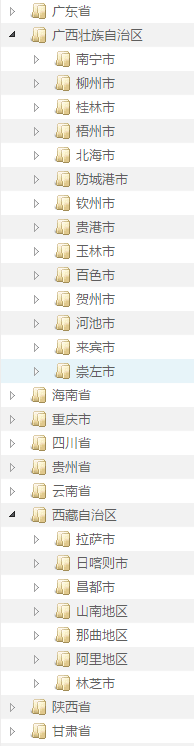 广东省
广西壮族自治区
南宁市
柳州市
桂林市
梧州市
北海市
防城港市
钦州市
贵港市
玉林市
百色市
贺州市
河池市
来宾市
崇左市
海南省
重庆市
四川省
贵州省
云南省
西藏自治区
拉萨市
日喀则市
昌都市
山南地区
那曲地区
阿里地区
林芝市
陕西省
甘肃省